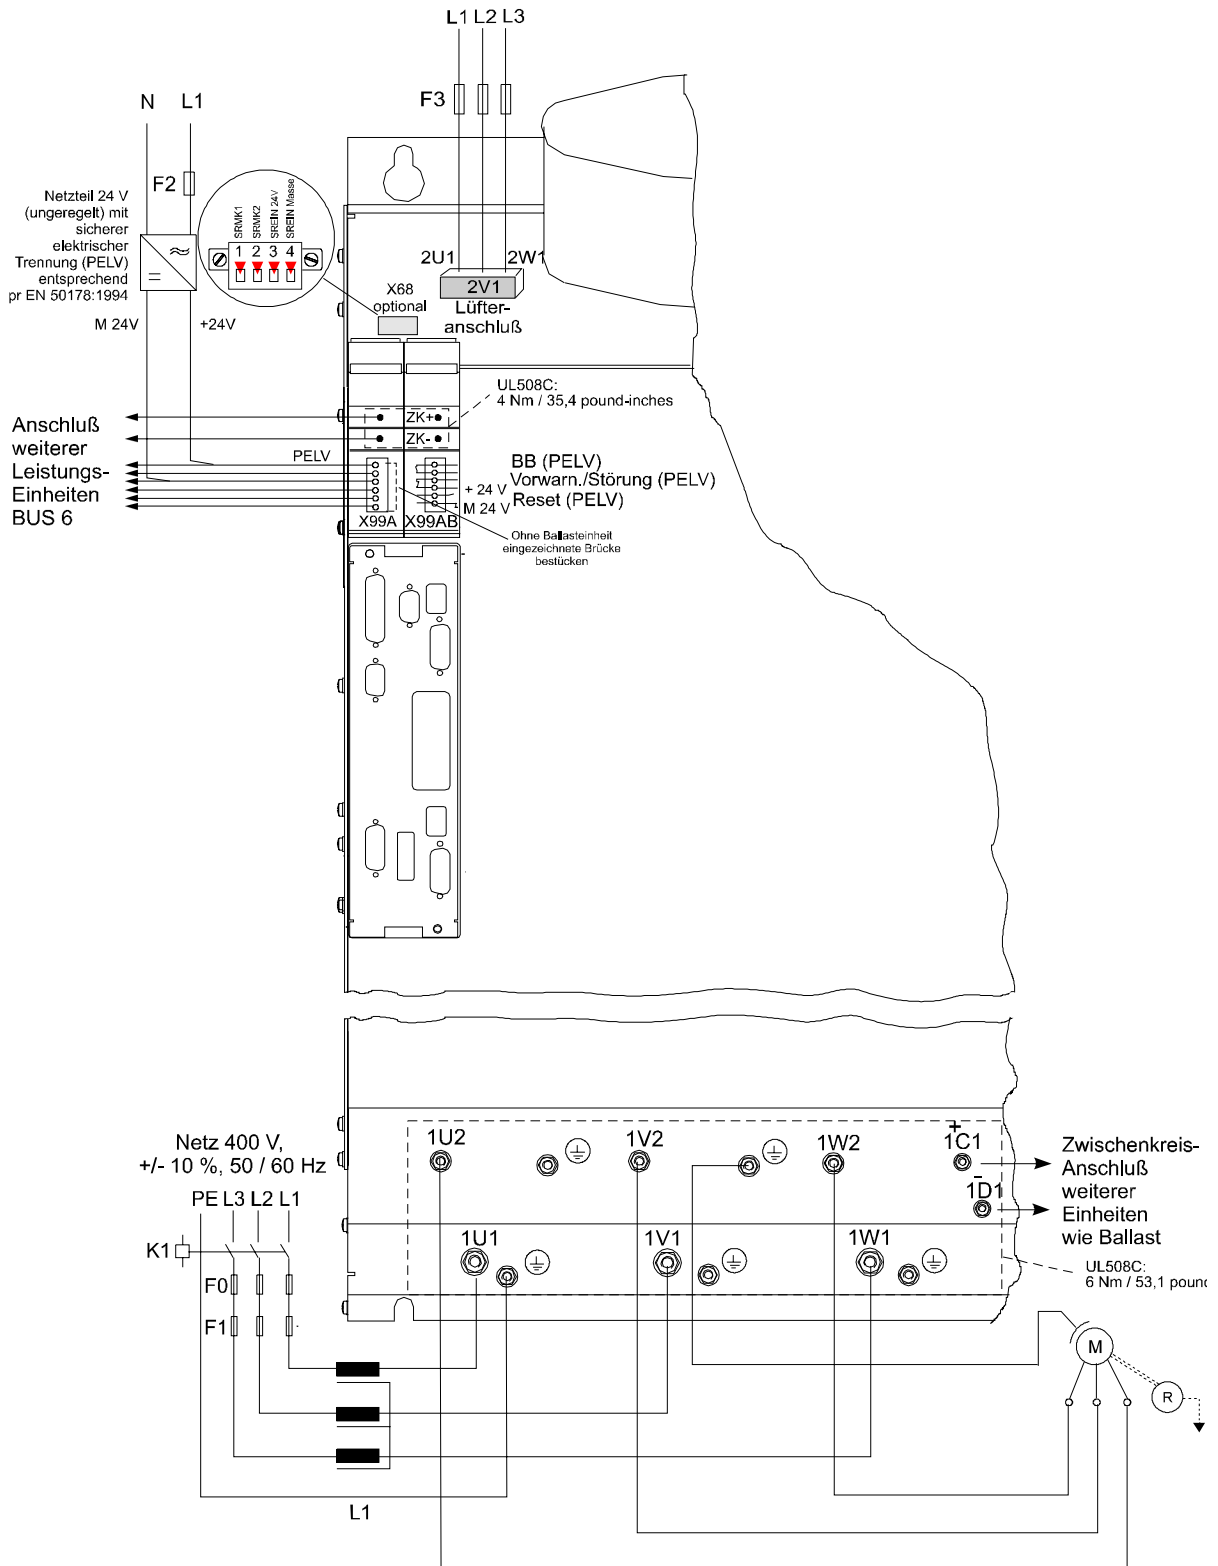 L1 L2 L3
F3
N L1
F2
Netzteil 24 V
(ungeregelt) mit
sicherer
elektrischer
Trennung (PELV)
entsprechend
pr EN 50178:1994
SRMK1
SRMK2
SREIN 24V
SREIN Masse
1 2 3 4
M 24V
+24V
2U1
2W1
2V1
Lüfter-
anschluß
X68
optional
UL508C:
4 Nm / 35,4 pound-inches
ZK+
ZK-
Anschluß
weiterer
Leistungs-
Einheiten
BUS 6
PELV
BB (PELV)
Vorwarn./Störung (PELV)
+ 24 V
Reset (PELV)
M 24 V
X99A
X99AB
Ohne Ballasteinheit
eingezeichnete Brücke
bestücken
Netz 400 V,
+/- 10 %, 50 / 60 Hz
PE L3 L2 L1
K1
F0
F1
1U2
1V2
1W2
+
1C1
-
1D1
Zwischenkreis-
Anschluß
weiterer
Einheiten
wie Ballast
1U1
1V1
1W1
UL508C:
6 Nm / 53,1 pound
M
R
L1